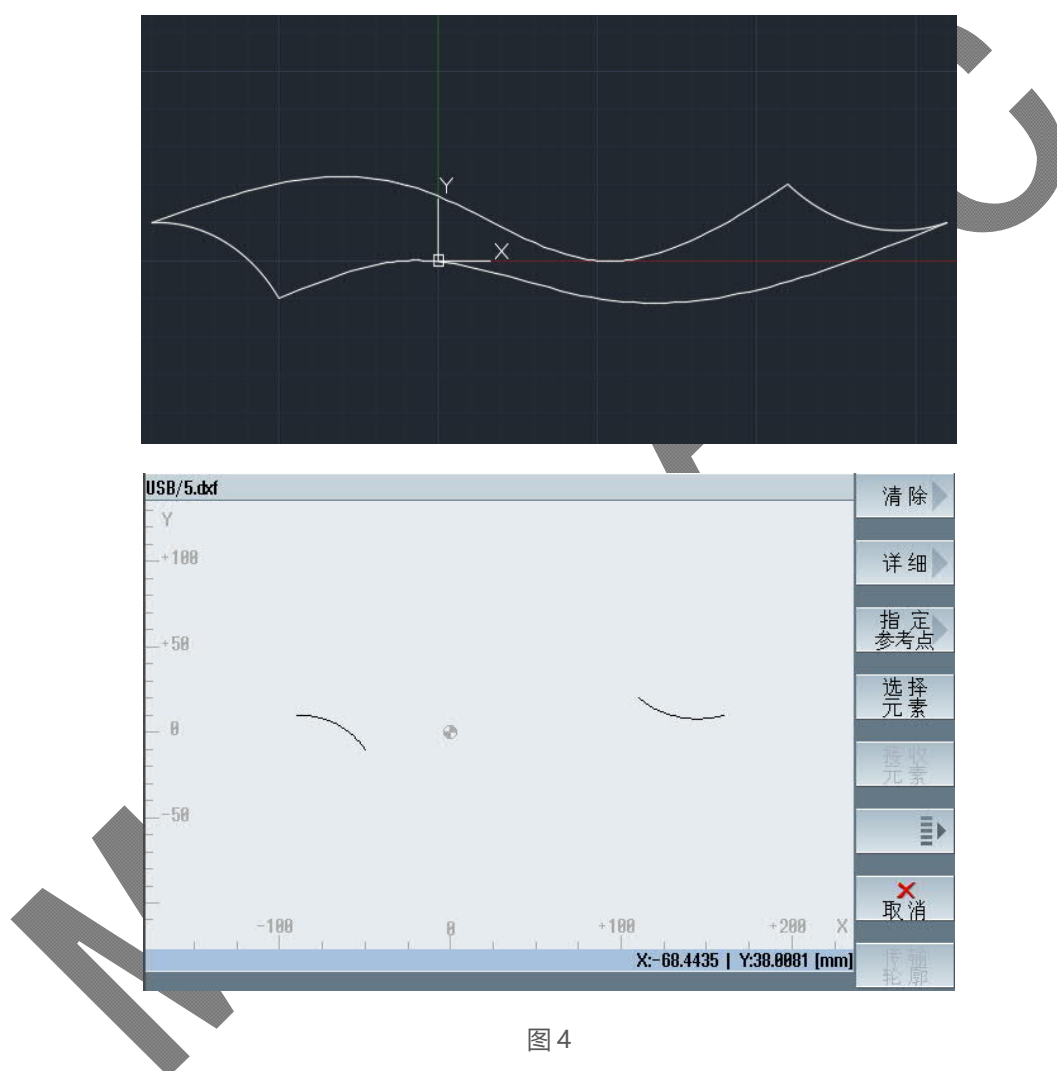 Y
X
USB/5.dxf
清除
Y
+100
详细
指定
参考点
+50
选择
元素
0
接收
元素
-50
取消
-100
0
+100
+200
X
X:-68.4435 | Y:38.0081 [mm]
传输
轮廓
图 4